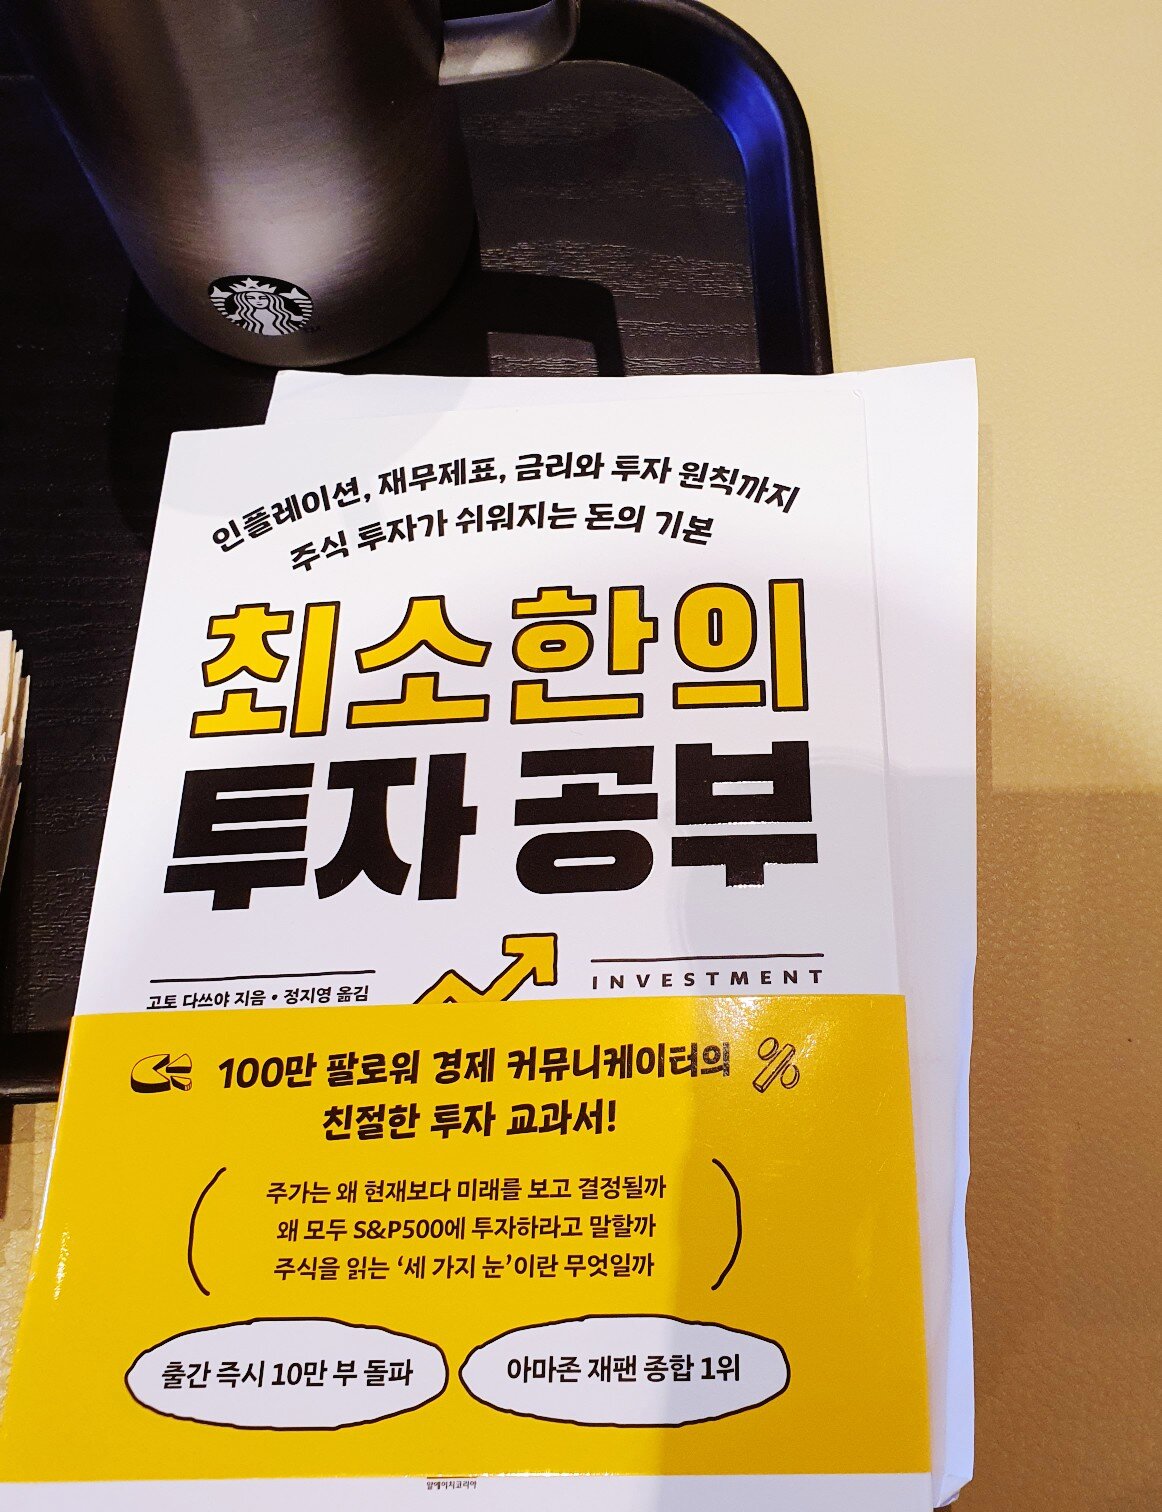 인플레이션, 재무제표, 금리와 투자 원칙까지
주식 투자가 쉬워지는 돈의 기본
최소한의
투자 공부
고토 다쓰야 지음 • 정지영 옮김
INVESTMENT
100만 팔로워 경제 커뮤니케이터의
친절한 투자 교과서!
주가는 왜 현재보다 미래를 보고 결정될까
왜 모두 S&P500에 투자하라고 말할까
주식을 읽는 ‘세 가지 눈’이란 무엇일까
출간 즉시 10만 부 돌파
아마존 재팬 종합 1위
알에이치코리아